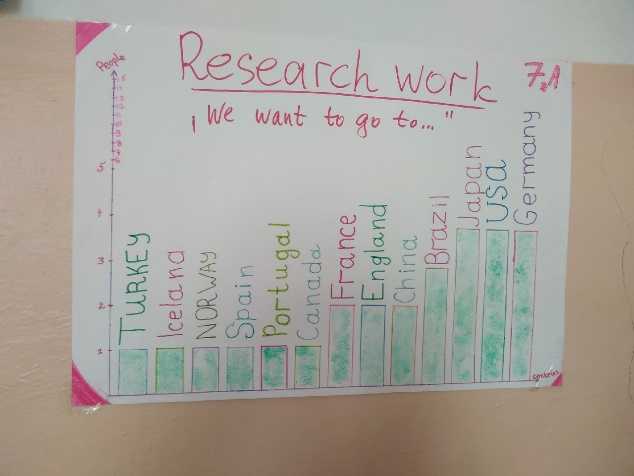 Research work
7,1
„We want to go to..."
People
5
4
3
2
1
TURKEY
Iceland
NORWAY
Spain
Portugal
Canada
France
England
China
Brazil
Japan
USA
Germany